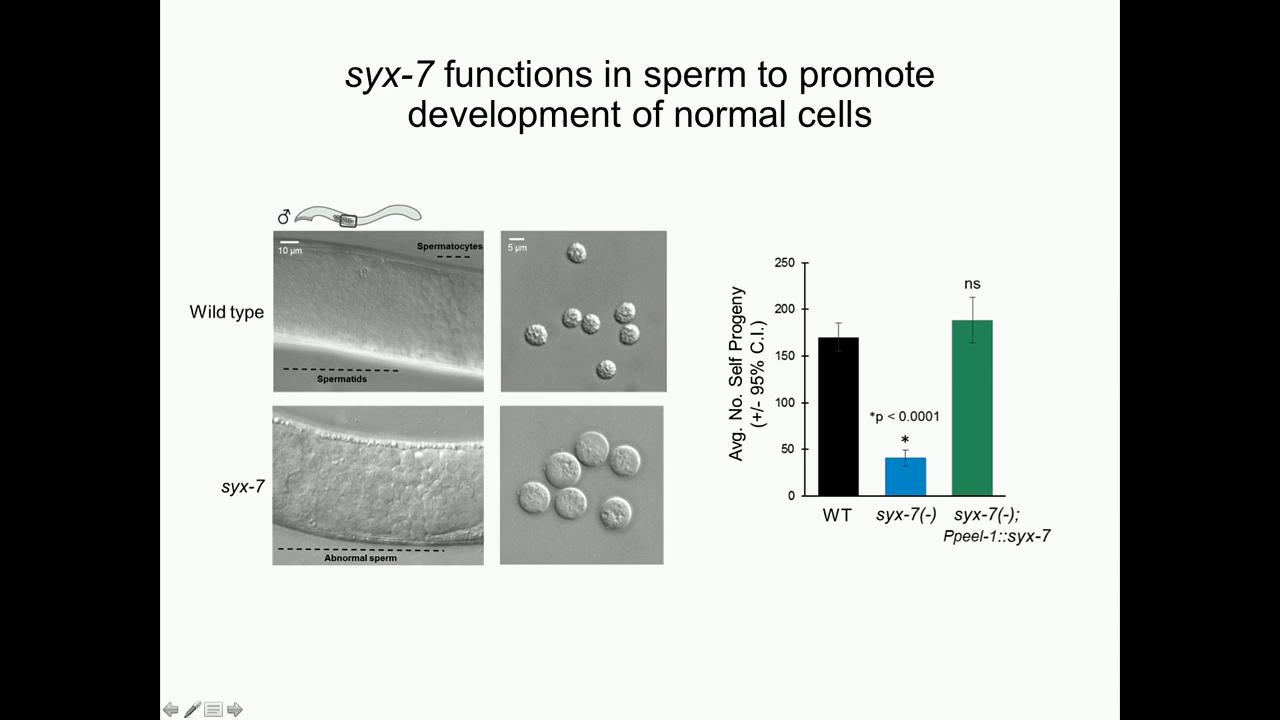 syx-7 functions in sperm to promote
development of normal cells
♂
Wild type
10 µm
Spermatocytes
Spermatids
5 µm
syx-7
Abnormal sperm
Avg. No. Self Progeny
(+/- 95% C.I.)
250
200
150
100
50
0
*p < 0.0001
*
ns
WT
syx-7(-)
syx-7(-);
Ppeel-1::syx-7